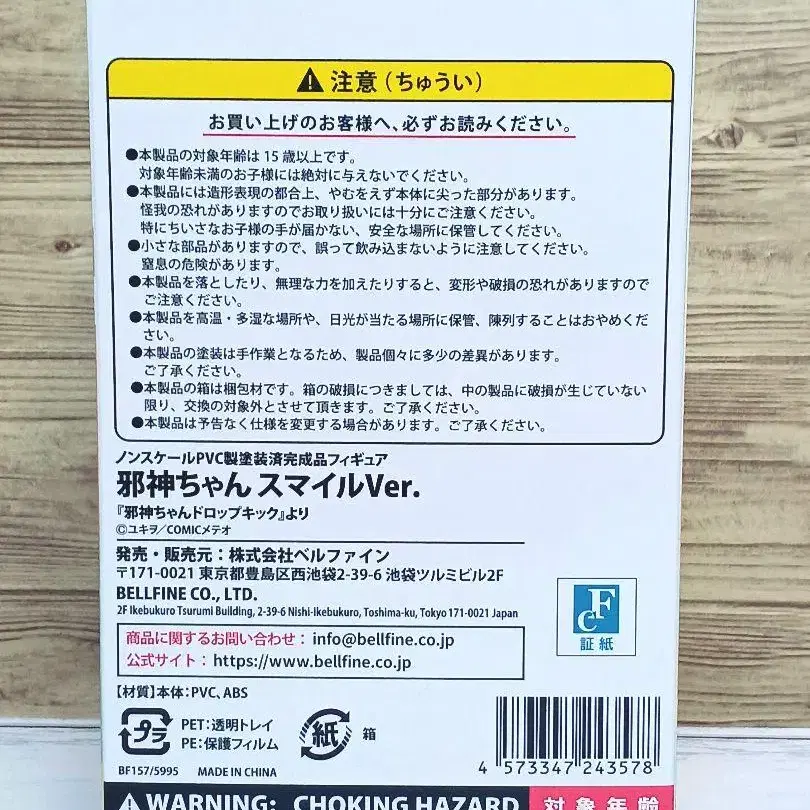 ⚠ 注意（ちゅうい）
お買い上げのお客様へ、必ずお読みください。
●本製品の対象年齢は 15 歳以上です。
対象年齢未満のお子様には絶対に与えないでください。
●本製品には造形表現の都合上、やむをえず本体に尖った部分があります。
怪我の恐れがありますのでお取り扱いには十分にご注意ください。
特にちいさなお子様の手が届かない、安全な場所に保管してください。
●小さな部品がありますので、誤って飲み込まないように注意してください。
窒息の危険があります。
●本製品を落としたり、無理な力を加えたりすると、変形や破損の恐れがありますので
ご注意ください。
●本製品を高温・多湿な場所や、日光が当たる場所に保管、陳列することはおやめくだ
さい。
●本製品の塗装は手作業となるため、製品個々に多少の差異があります。
ご了承ください。
●本製品の箱は梱包材です。箱の破損につきましては、中の製品に破損が生じていない
限り、交換の対象外とさせて頂きます。ご了承ください。
●本製品は予告なく仕様を変更する場合があります。ご了承ください。
ノンスケールPVC製塗装済完成品フィギュア
邪神ちゃん スマイルVer.
『邪神ちゃんドロップキック』より
©ユキヲ／COMICメテオ
発売・販売元：株式会社ベルファイン
〒171-0021 東京都豊島区西池袋2-39-6 池袋ツルミビル2F
BELLFINE CO., LTD.
2F Ikebukuro Tsurumi Building, 2-39-6 Nishi-Ikebukuro, Toshima-ku, Tokyo 171-0021 Japan
商品に関するお問い合わせ：info@bellfine.co.jp
公式サイト：https://www.bellfine.co.jp
CF
証紙
【材質】本体：PVC、ABS
プラ
PET：透明トレイ
PE：保護フィルム
紙
箱
BF157/5995 MADE IN CHINA
4 573347 243578
⚠ WARNING: CHOKING HAZARD
対象年齢